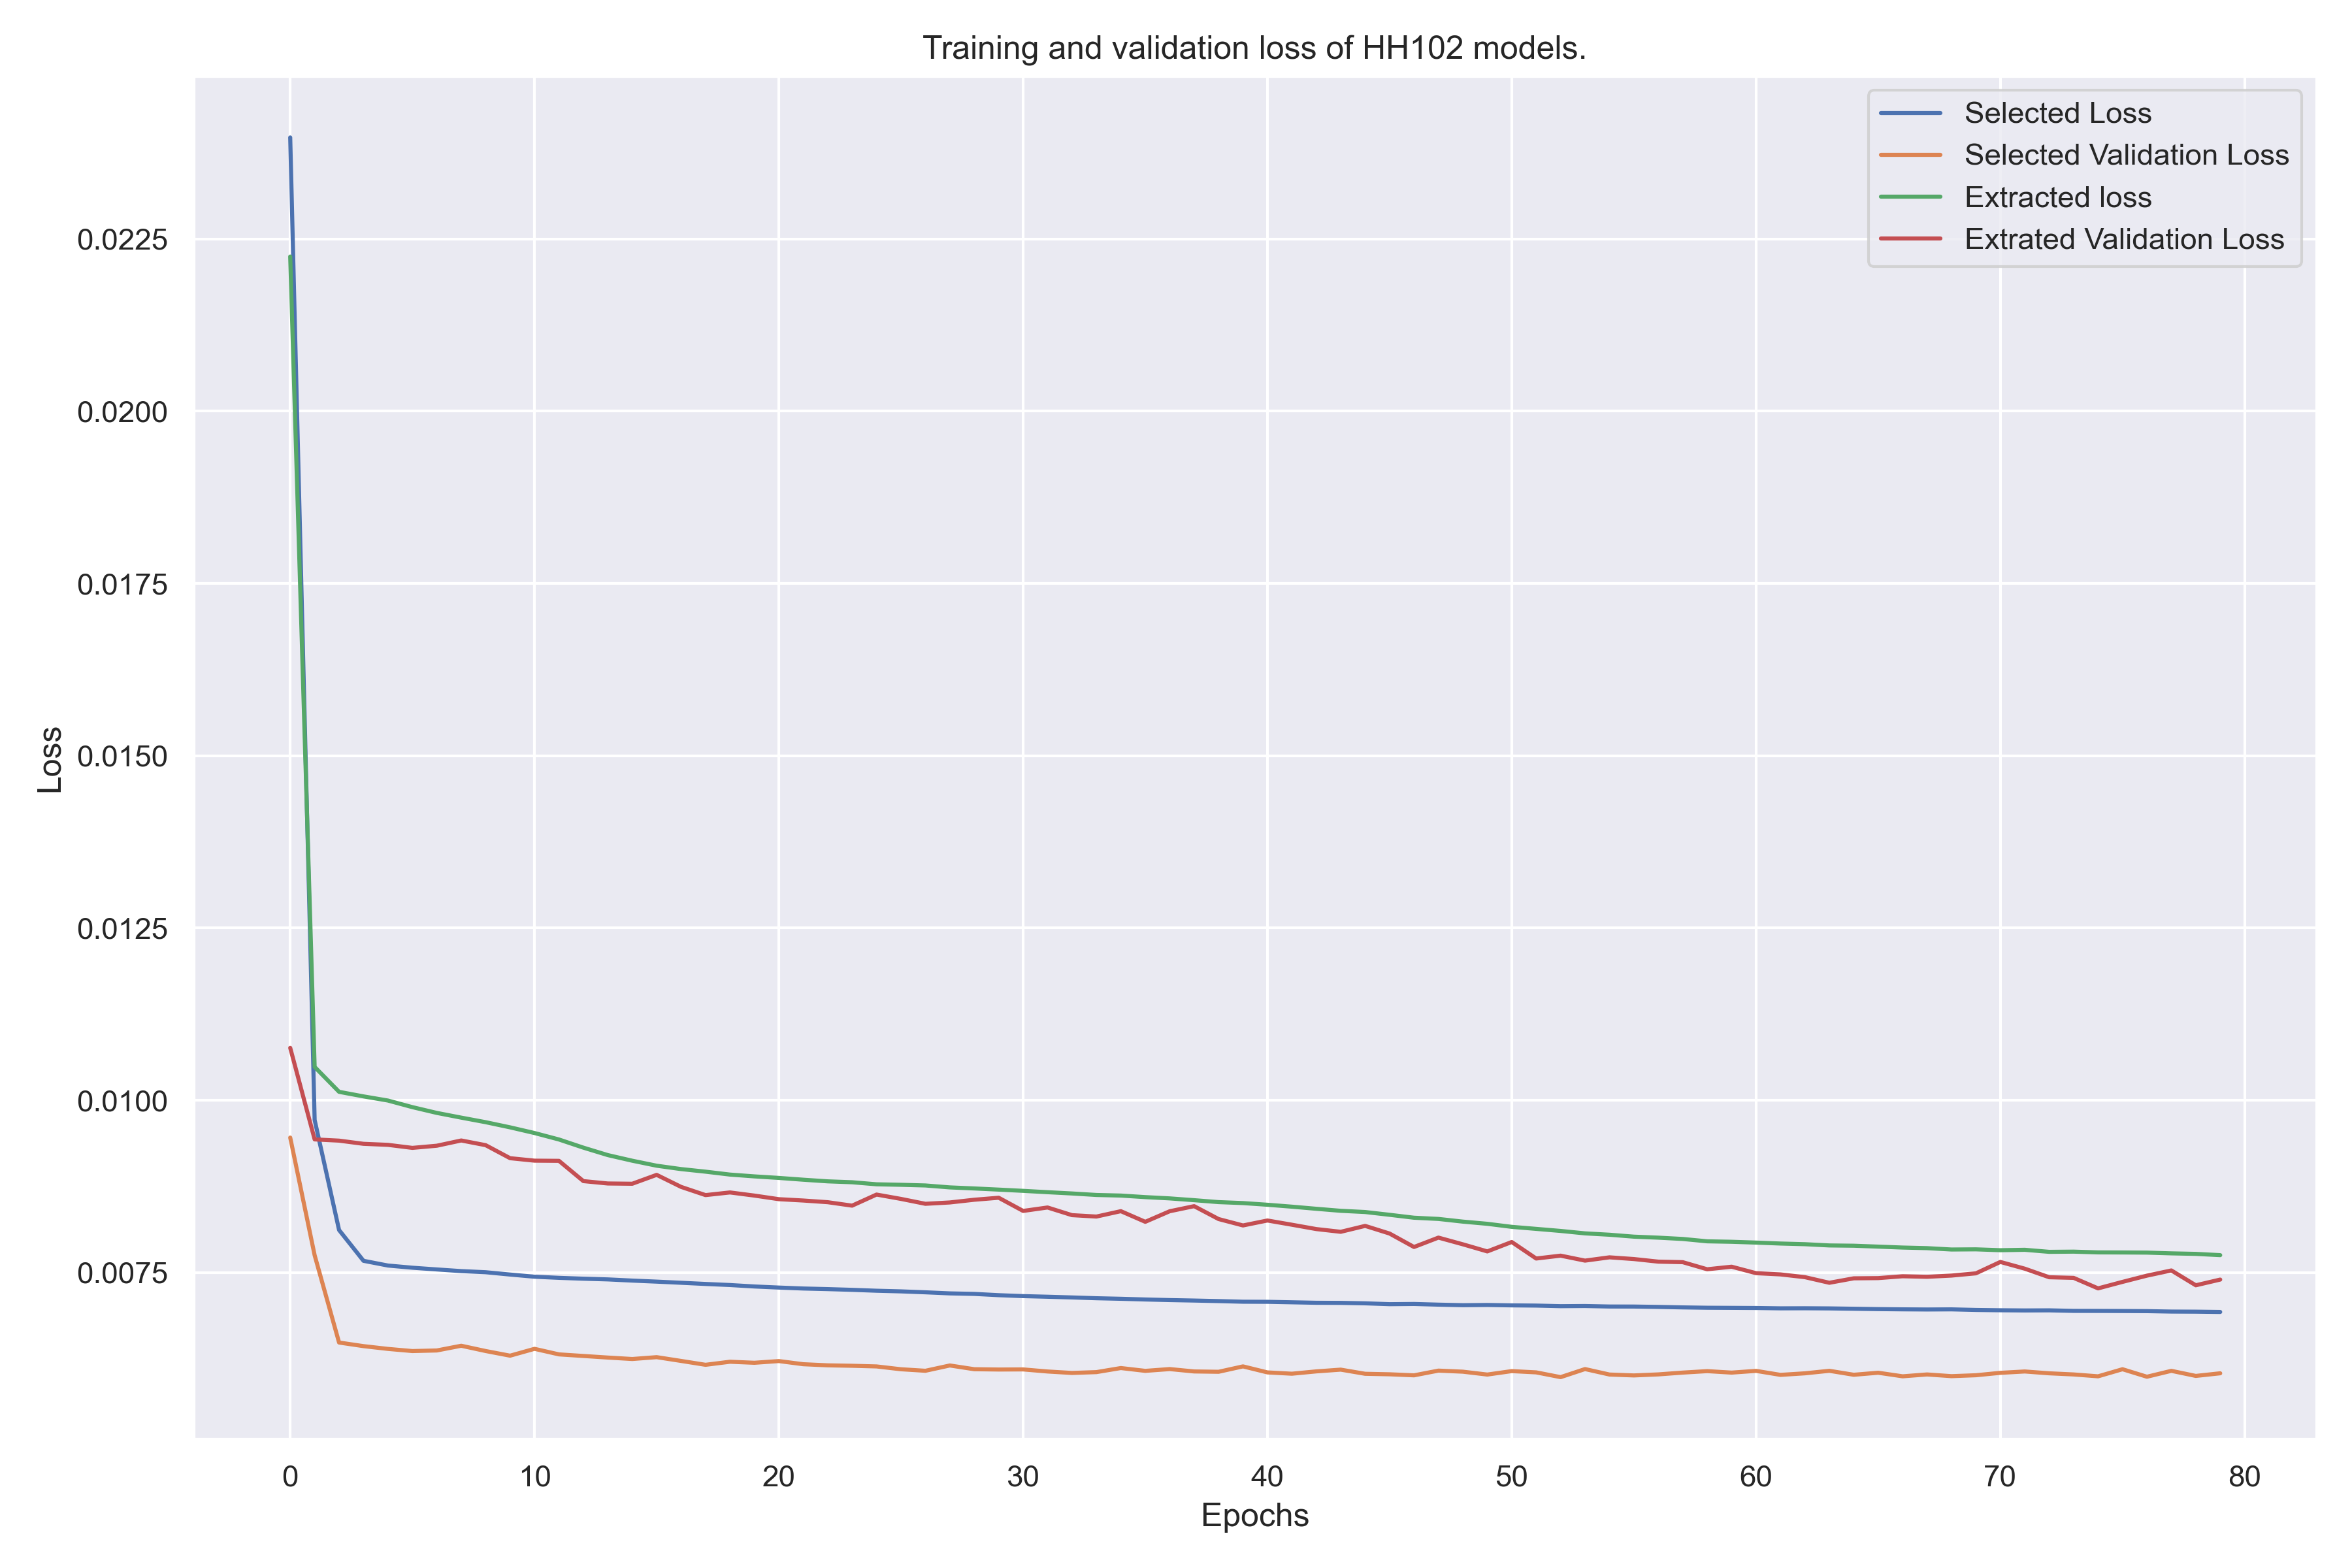 Training and validation loss of HH102 models.
Selected Loss
Selected Validation Loss
Extracted loss
Extrated Validation Loss
0.0225
0.0200
0.0175
0.0150
0.0125
0.0100
0.0075
Loss
0 10 20 30 40 50 60 70 80
Epochs